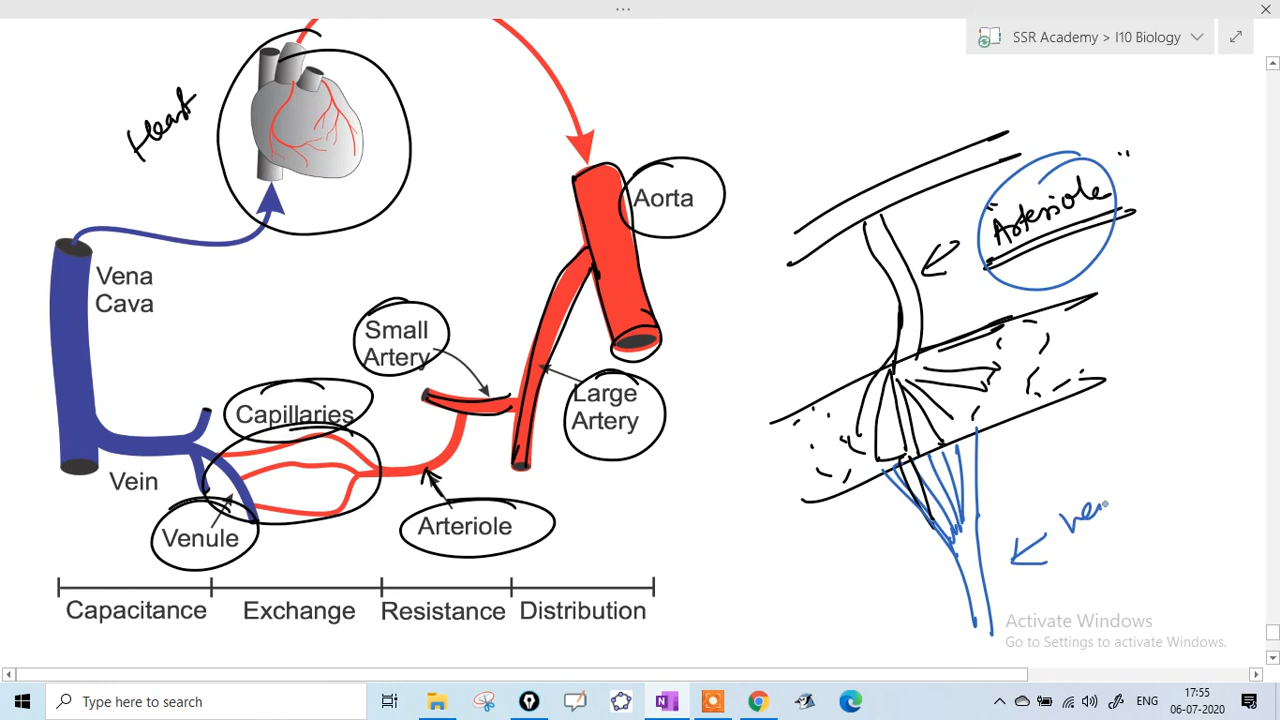 SSR Academy > I10 Biology
Heart
Aorta
"Arteriole"
Vena
Cava
Small
Artery
Large
Artery
Capillaries
Vein
Arteriole
Venule
ve
Capacitance
Exchange
Resistance
Distribution
Activate Windows
Go to Settings to activate Windows.
Type here to search
ENG
17:55
06-07-2020